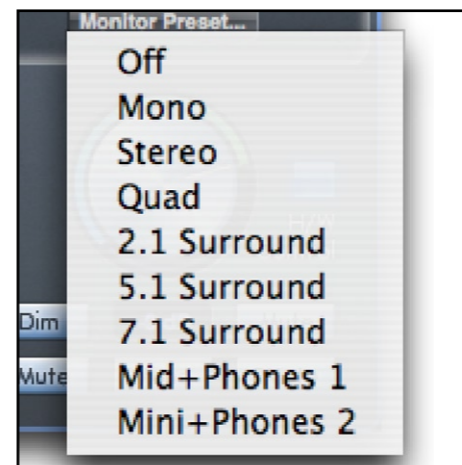 Monitor Preset...
Off
Mono
Stereo
Quad
2.1 Surround
5.1 Surround
Dim
7.1 Surround
Mute
Mid+Phones 1
Mini+Phones 2